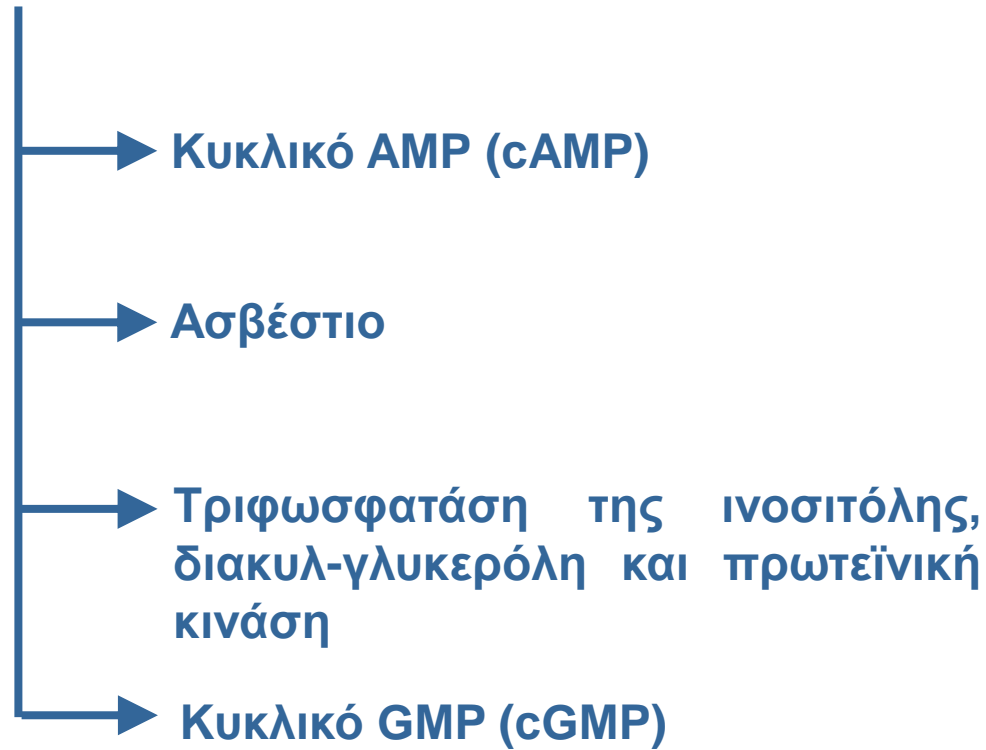 Κυκλικό AMP (cAMP)
Ασβέστιο
Τριφωσφατάση της ινοσιτόλης,
διακυλ-γλυκερόλη και πρωτεϊνική
κινάση
Κυκλικό GMP (cGMP)